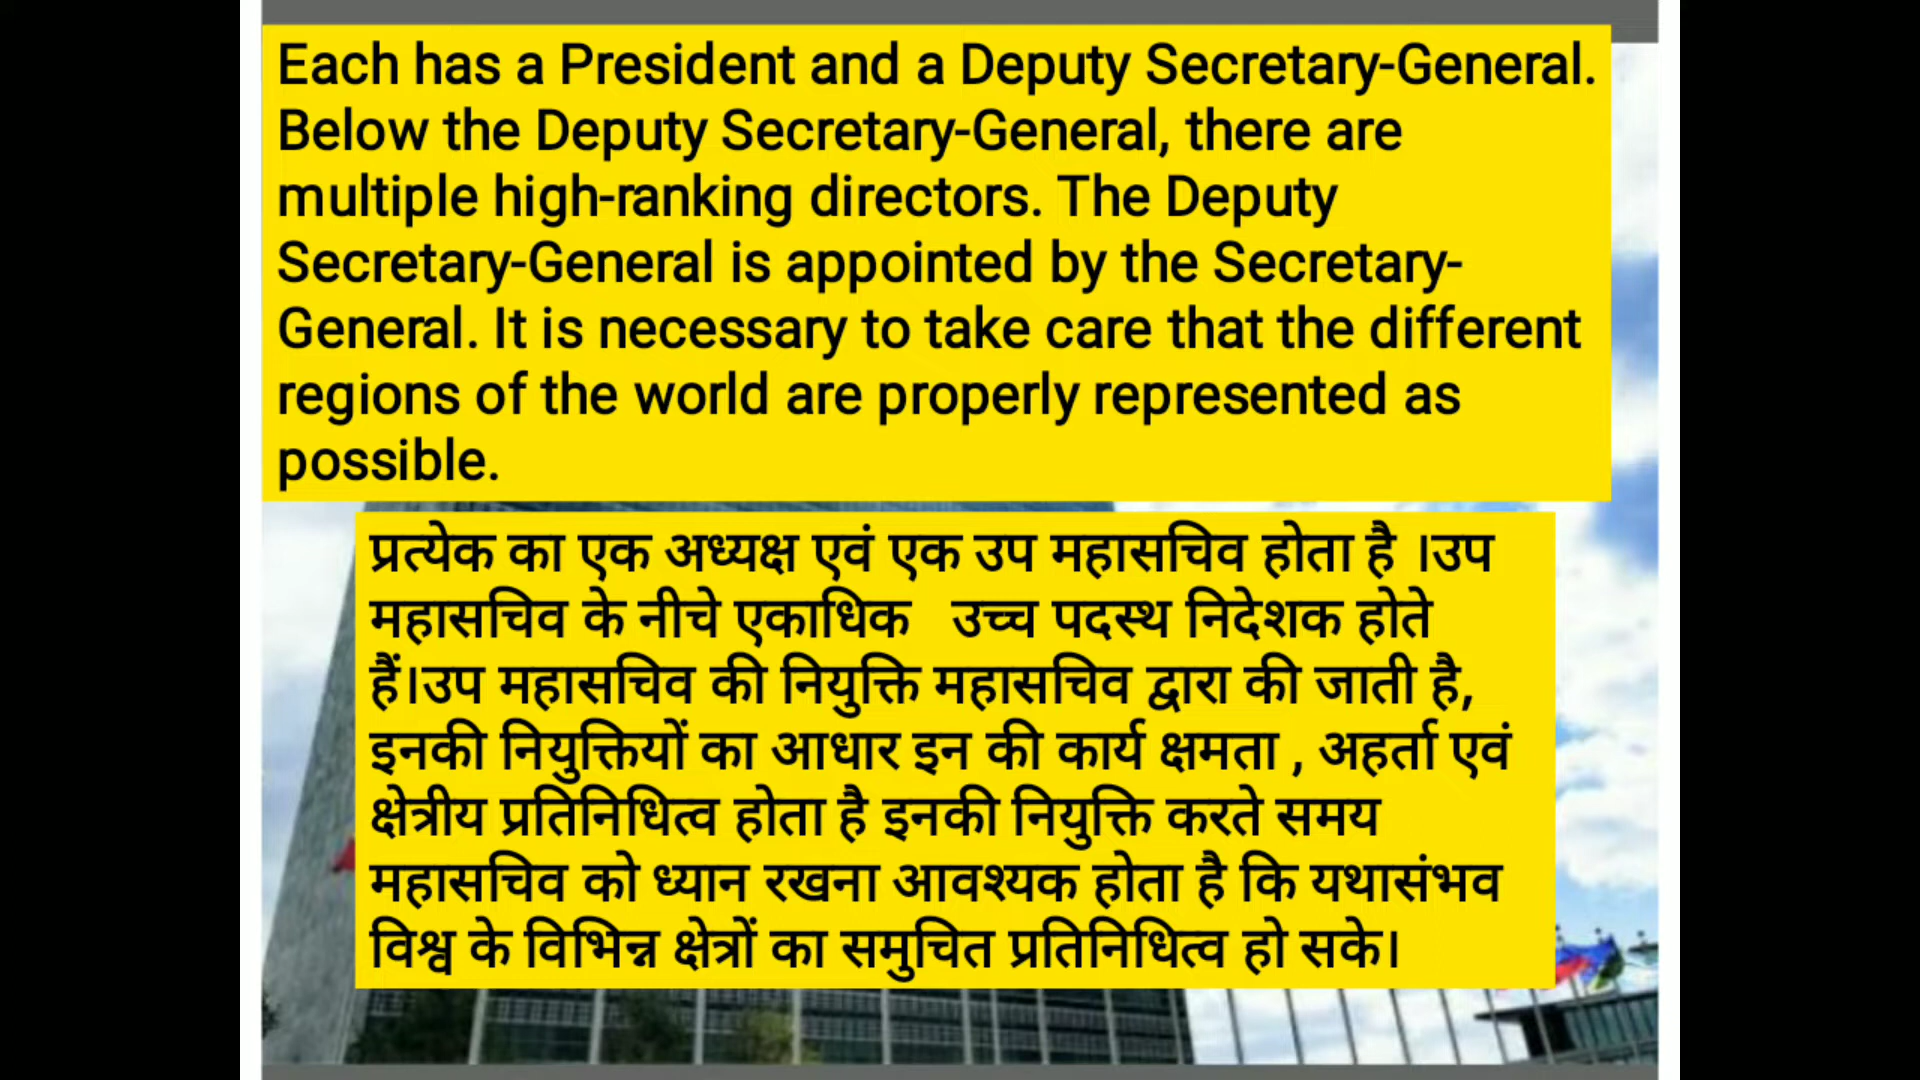 Each has a President and a Deputy Secretary-General.
Below the Deputy Secretary-General, there are
multiple high-ranking directors. The Deputy
Secretary-General is appointed by the Secretary-
General. It is necessary to take care that the different
regions of the world are properly represented as
possible.
प्रत्येक का एक अध्यक्ष एवं एक उप महासचिव होता है ।उप
महासचिव के नीचे एकाधिक उच्च पदस्थ निदेशक होते
हैं।उप महासचिव की नियुक्ति महासचिव द्वारा की जाती है,
इनकी नियुक्तियों का आधार इन की कार्य क्षमता , अहर्ता एवं
क्षेत्रीय प्रतिनिधित्व होता है इनकी नियुक्ति करते समय
महासचिव को ध्यान रखना आवश्यक होता है कि यथासंभव
विश्व के विभिन्न क्षेत्रों का समुचित प्रतिनिधित्व हो सके।